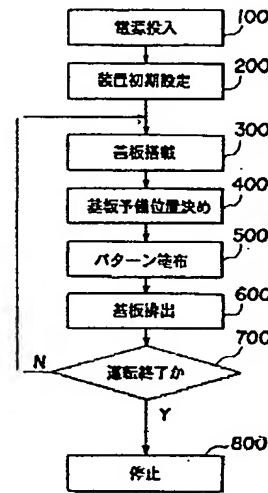 100
電源投入
200
装置初期設定
300
基板搭載
400
基板予備位置決め
500
パターン塗布
600
基板排出
700
運転終了か
N
Y
800
停止